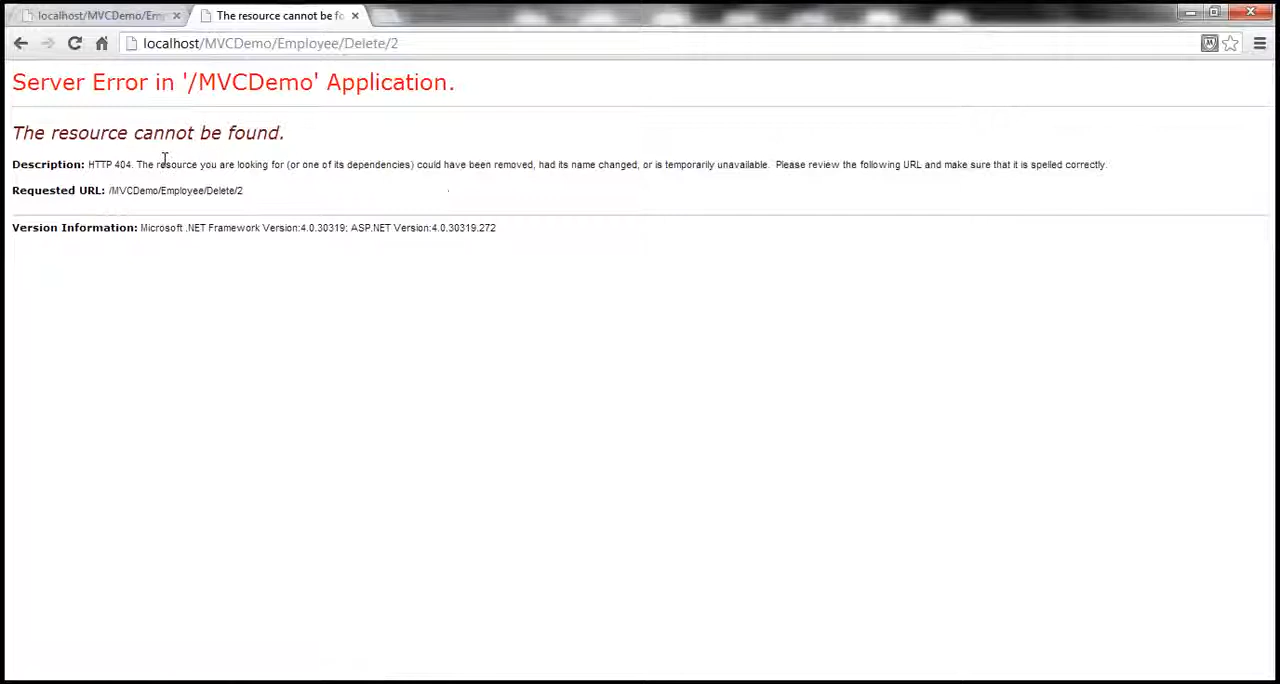 localhost/MVCDemo/Em
The resource cannot be fo
localhost/MVCDemo/Employee/Delete/2
Server Error in '/MVCDemo' Application.
The resource cannot be found.
Description: HTTP 404. The resource you are looking for (or one of its dependencies) could have been removed, had its name changed, or is temporarily unavailable. Please review the following URL and make sure that it is spelled correctly.
Requested URL: /MVCDemo/Employee/Delete/2
Version Information: Microsoft .NET Framework Version:4.0.30319; ASP.NET Version:4.0.30319.272